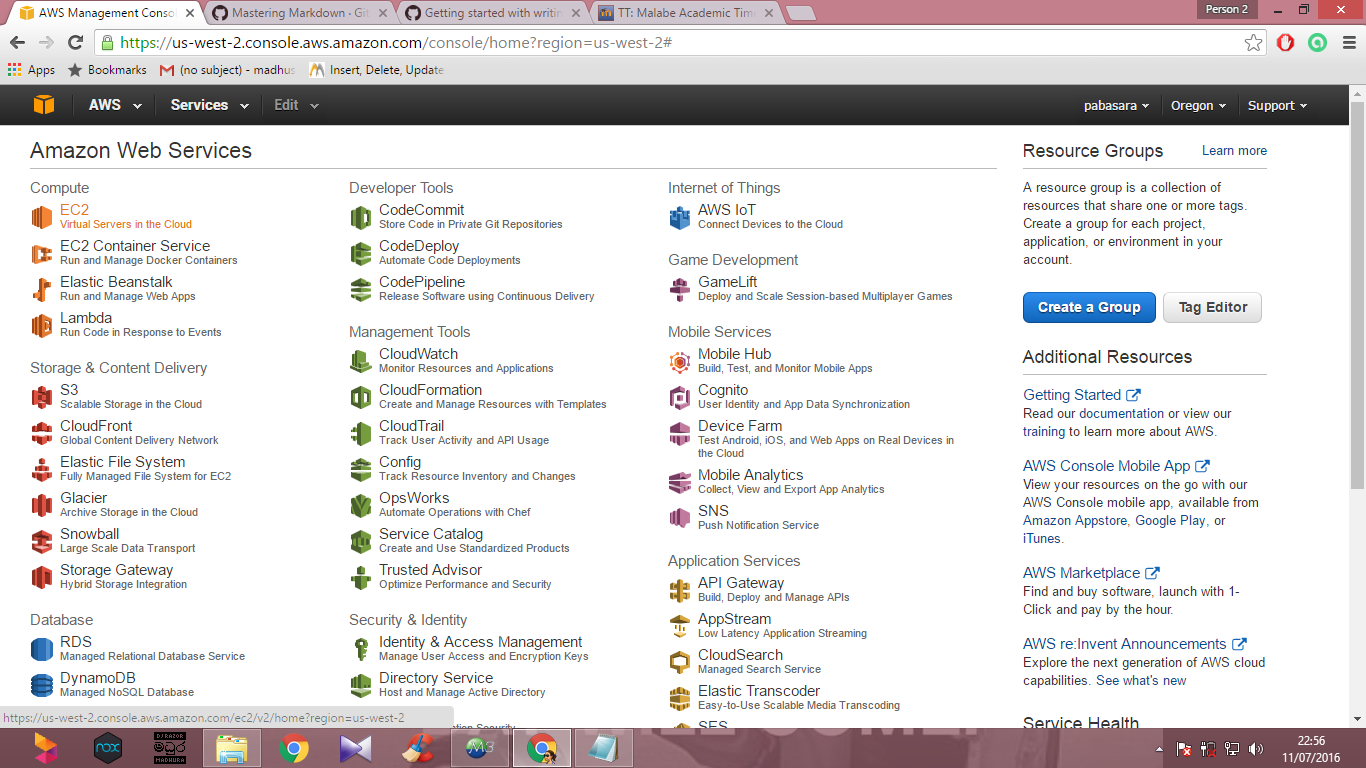 AWS Management Conso
Mastering Markdown · Git
Getting started with writin
TT: Malabe Academic Time
Person 2
https://us-west-2.console.aws.amazon.com/console/home?region=us-west-2#
Apps
Bookmarks
(no subject) - madhus
Insert, Delete, Update
AWS
Services
Edit
pabasara
Oregon
Support
Amazon Web Services
Compute
EC2
Virtual Servers in the Cloud
EC2 Container Service
Run and Manage Docker Containers
Elastic Beanstalk
Run and Manage Web Apps
Lambda
Run Code in Response to Events
Storage & Content Delivery
S3
Scalable Storage in the Cloud
CloudFront
Global Content Delivery Network
Elastic File System
Fully Managed File System for EC2
Glacier
Archive Storage in the Cloud
Snowball
Large Scale Data Transport
Storage Gateway
Hybrid Storage Integration
Database
RDS
Managed Relational Database Service
DynamoDB
Managed NoSQL Database
Developer Tools
CodeCommit
Store Code in Private Git Repositories
CodeDeploy
Automate Code Deployments
CodePipeline
Release Software using Continuous Delivery
Management Tools
CloudWatch
Monitor Resources and Applications
CloudFormation
Create and Manage Resources with Templates
CloudTrail
Track User Activity and API Usage
Config
Track Resource Inventory and Changes
OpsWorks
Automate Operations with Chef
Service Catalog
Create and Use Standardized Products
Trusted Advisor
Optimize Performance and Security
Security & Identity
Identity & Access Management
Manage User Access and Encryption Keys
Directory Service
Host and Manage Active Directory
Internet of Things
AWS IoT
Connect Devices to the Cloud
Game Development
GameLift
Deploy and Scale Session-based Multiplayer Games
Mobile Services
Mobile Hub
Build, Test, and Monitor Mobile Apps
Cognito
User Identity and App Data Synchronization
Device Farm
Test Android, iOS, and Web Apps on Real Devices in
the Cloud
Mobile Analytics
Collect, View and Export App Analytics
SNS
Push Notification Service
Application Services
API Gateway
Build, Deploy and Manage APIs
AppStream
Low Latency Application Streaming
CloudSearch
Managed Search Service
Elastic Transcoder
Easy-to-Use Scalable Media Transcoding
SES
Resource Groups
Learn more
A resource group is a collection of
resources that share one or more tags.
Create a group for each project,
application, or environment in your
account.
Create a Group
Tag Editor
Additional Resources
Getting Started
Read our documentation or view our
training to learn more about AWS.
AWS Console Mobile App
View your resources on the go with our
AWS Console mobile app, available from
Amazon Appstore, Google Play, or
iTunes.
AWS Marketplace
Find and buy software, launch with 1-
Click and pay by the hour.
AWS re:Invent Announcements
Explore the next generation of AWS cloud
capabilities. See what's new
Service Health
https://us-west-2.console.aws.amazon.com/ec2/v2/home?region=us-west-2
nox
DJ RAZOR
MADHURA
M3
22:56
11/07/2016